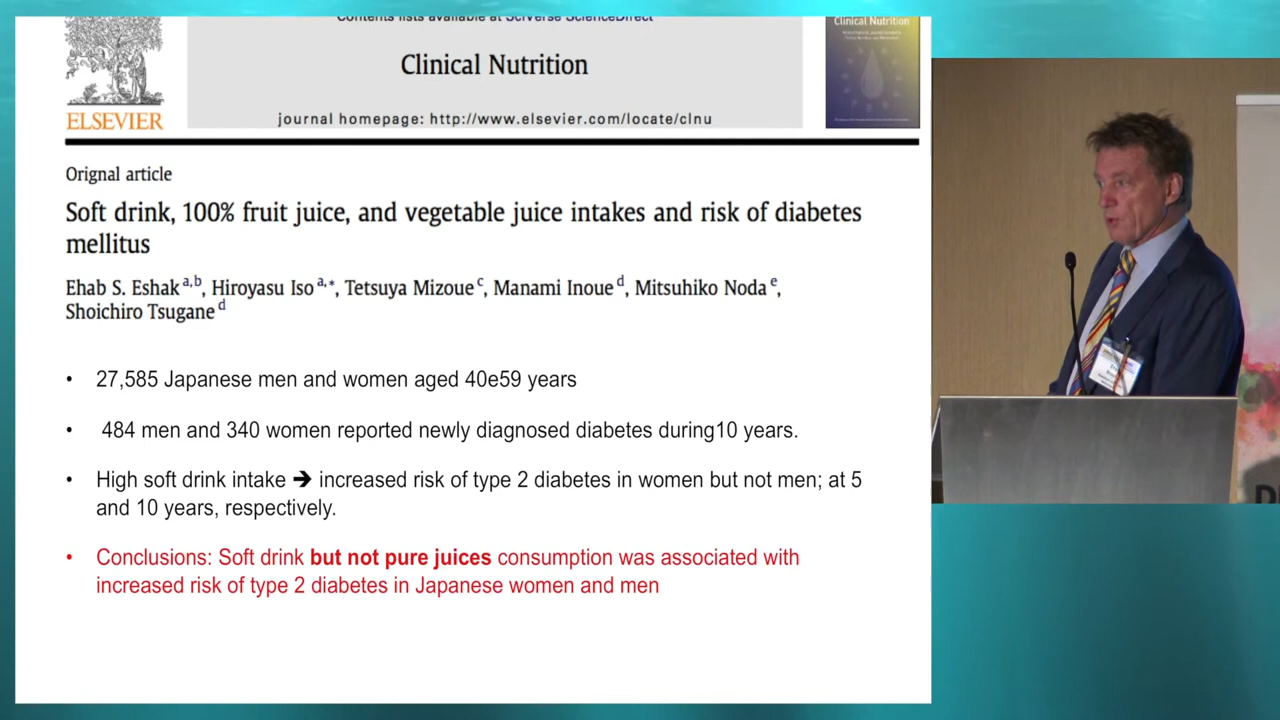 Contents lists available at SciVerse ScienceDirect
Clinical Nutrition
Clinical Nutrition
journal homepage: http://www.elsevier.com/locate/clnu
ELSEVIER
Orignal article
Soft drink, 100% fruit juice, and vegetable juice intakes and risk of diabetes
mellitus
Ehab S. Eshak a,b, Hiroyasu Iso a,*, Tetsuya Mizoue c, Manami Inoue d, Mitsuhiko Noda e,
Shoichiro Tsugane d
• 27,585 Japanese men and women aged 40e59 years
• 484 men and 340 women reported newly diagnosed diabetes during10 years.
• High soft drink intake ➔ increased risk of type 2 diabetes in women but not men; at 5
and 10 years, respectively.
• Conclusions: Soft drink but not pure juices consumption was associated with
increased risk of type 2 diabetes in Japanese women and men